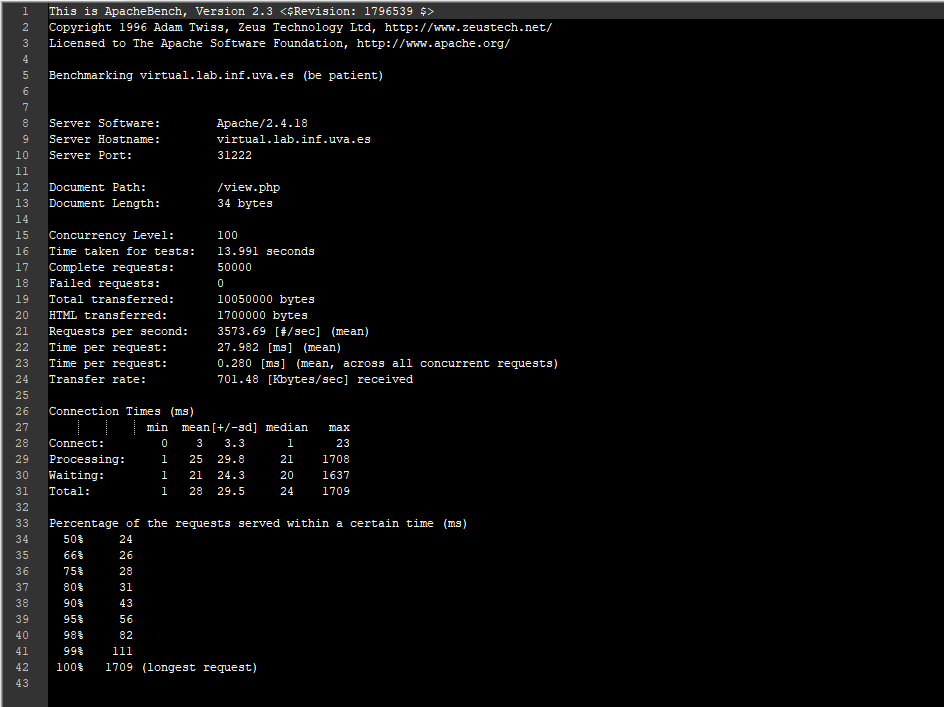 1 This is ApacheBench, Version 2.3 <$Revision: 1796539 $>
2 Copyright 1996 Adam Twiss, Zeus Technology Ltd, http://www.zeustech.net/
3 Licensed to The Apache Software Foundation, http://www.apache.org/
4
5 Benchmarking virtual.lab.inf.uva.es (be patient)
6
7
8 Server Software: Apache/2.4.18
9 Server Hostname: virtual.lab.inf.uva.es
10 Server Port: 31222
11
12 Document Path: /view.php
13 Document Length: 34 bytes
14
15 Concurrency Level: 100
16 Time taken for tests: 13.991 seconds
17 Complete requests: 50000
18 Failed requests: 0
19 Total transferred: 10050000 bytes
20 HTML transferred: 1700000 bytes
21 Requests per second: 3573.69 [#/sec] (mean)
22 Time per request: 27.982 [ms] (mean)
23 Time per request: 0.280 [ms] (mean, across all concurrent requests)
24 Transfer rate: 701.48 [Kbytes/sec] received
25
26 Connection Times (ms)
27 min mean[+/-sd] median max
28 Connect: 0 3 3.3 1 23
29 Processing: 1 25 29.8 21 1708
30 Waiting: 1 21 24.3 20 1637
31 Total: 1 28 29.5 24 1709
32
33 Percentage of the requests served within a certain time (ms)
34 50% 24
35 66% 26
36 75% 28
37 80% 31
38 90% 43
39 95% 56
40 98% 82
41 99% 111
42 100% 1709 (longest request)
43